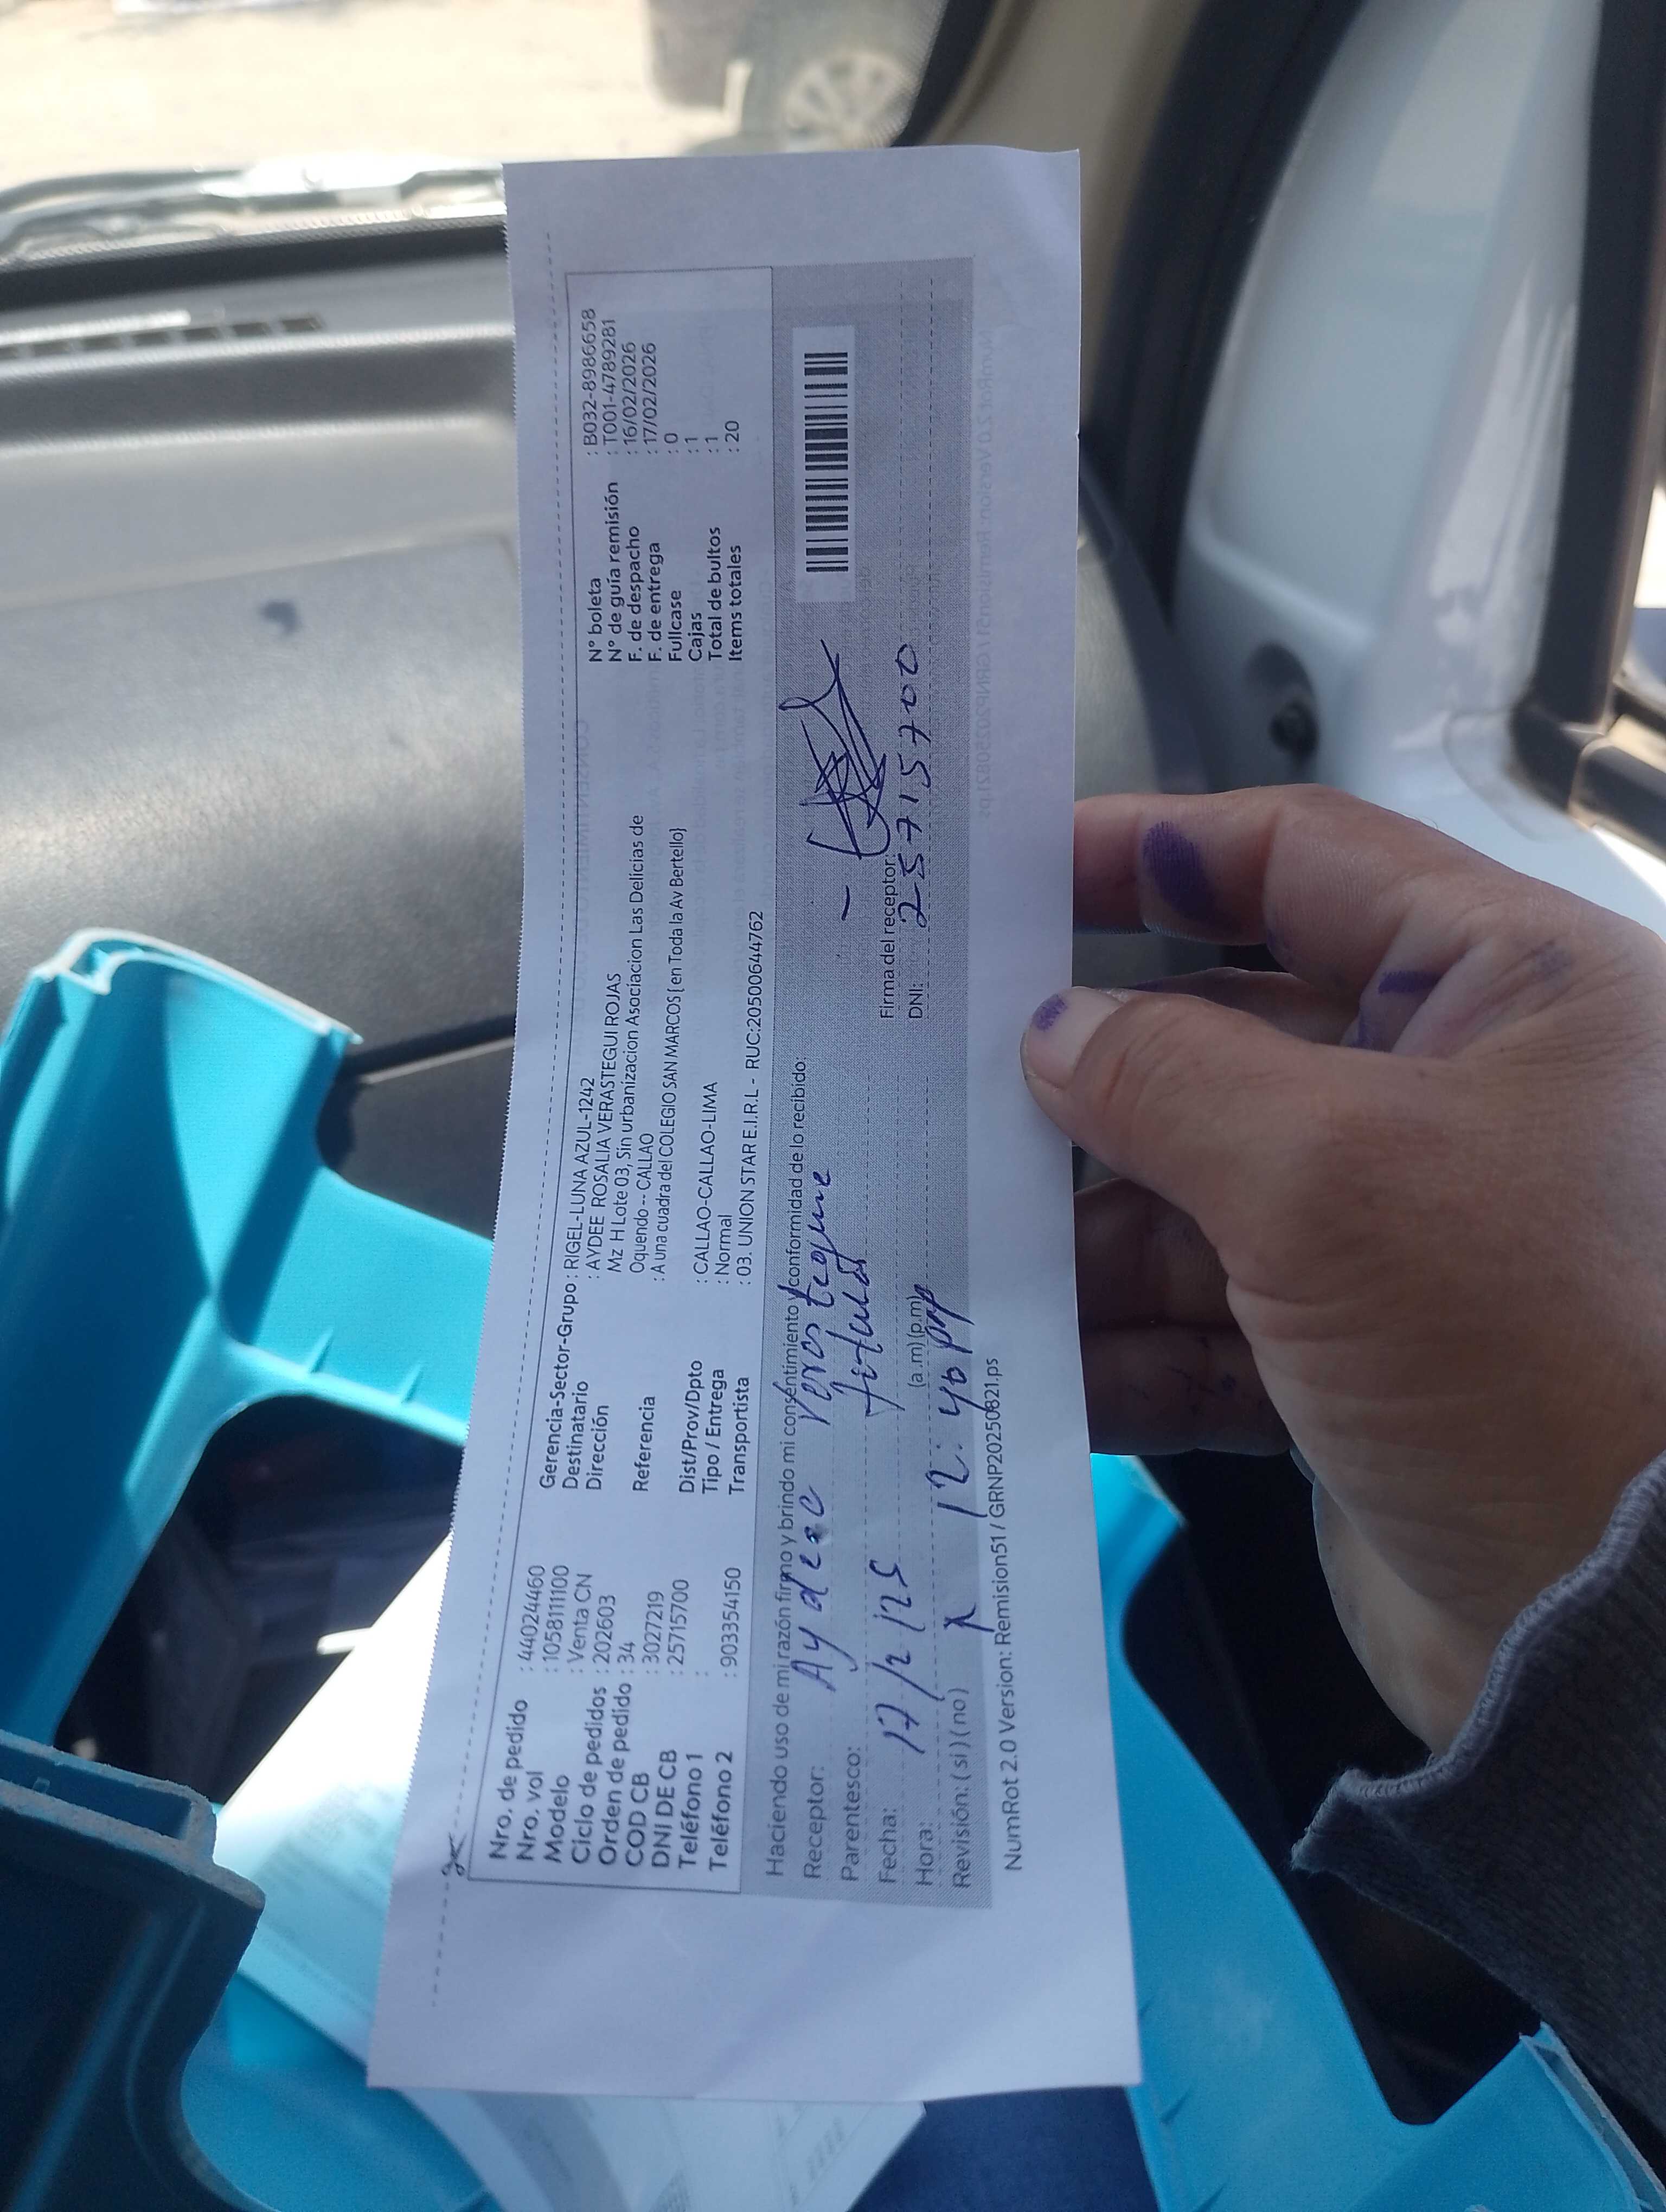 Nro. de pedido : 440244460
Nro. vol : 1058111100
Modelo : Venta CN
Ciclo de pedidos : 202603
Orden de pedido : 34
COD CB : 3027219
DNI DE CB : 25715700
Teléfono 1 :
Teléfono 2 : 903354150
Gerencia-Sector-Grupo : RIGEL-LUNA AZUL-1242
Destinatario : AYDEE ROSALIA VERASTEGUI ROJAS
Dirección Mz H Lote 03, Sin urbanizacion Asociacion Las Delicias de
Oquendo -- CALLAO
Referencia : A una cuadra del COLEGIO SAN MARCOS [en Toda la Av Bertello]
Dist/Prov/Dpto : CALLAO-CALLAO-LIMA
Tipo / Entrega : Normal
Transportista : 03. UNION STAR E.I.R.L - RUC:20500644762
N° boleta : B032-8986658
N° de guía remisión : T001-4789281
F. de despacho : 16/02/2026
F. de entrega : 17/02/2026
Fullcase : 0
Cajas : 1
Total de bultos : 1
Items totales : 20
Haciendo uso de mi razón firmo y brindo mi consentimiento y conformidad de lo recibido:
Receptor: Aydee
Parentesco:
Fecha: 17/2/25
Hora: 12:40 (a.m) (p.m)
Revisión: ( si ) ( no )
Firma del receptor:
DNI: 25715700
NumRot 2.0 Version: Remision51 / GRNP20250821.ps